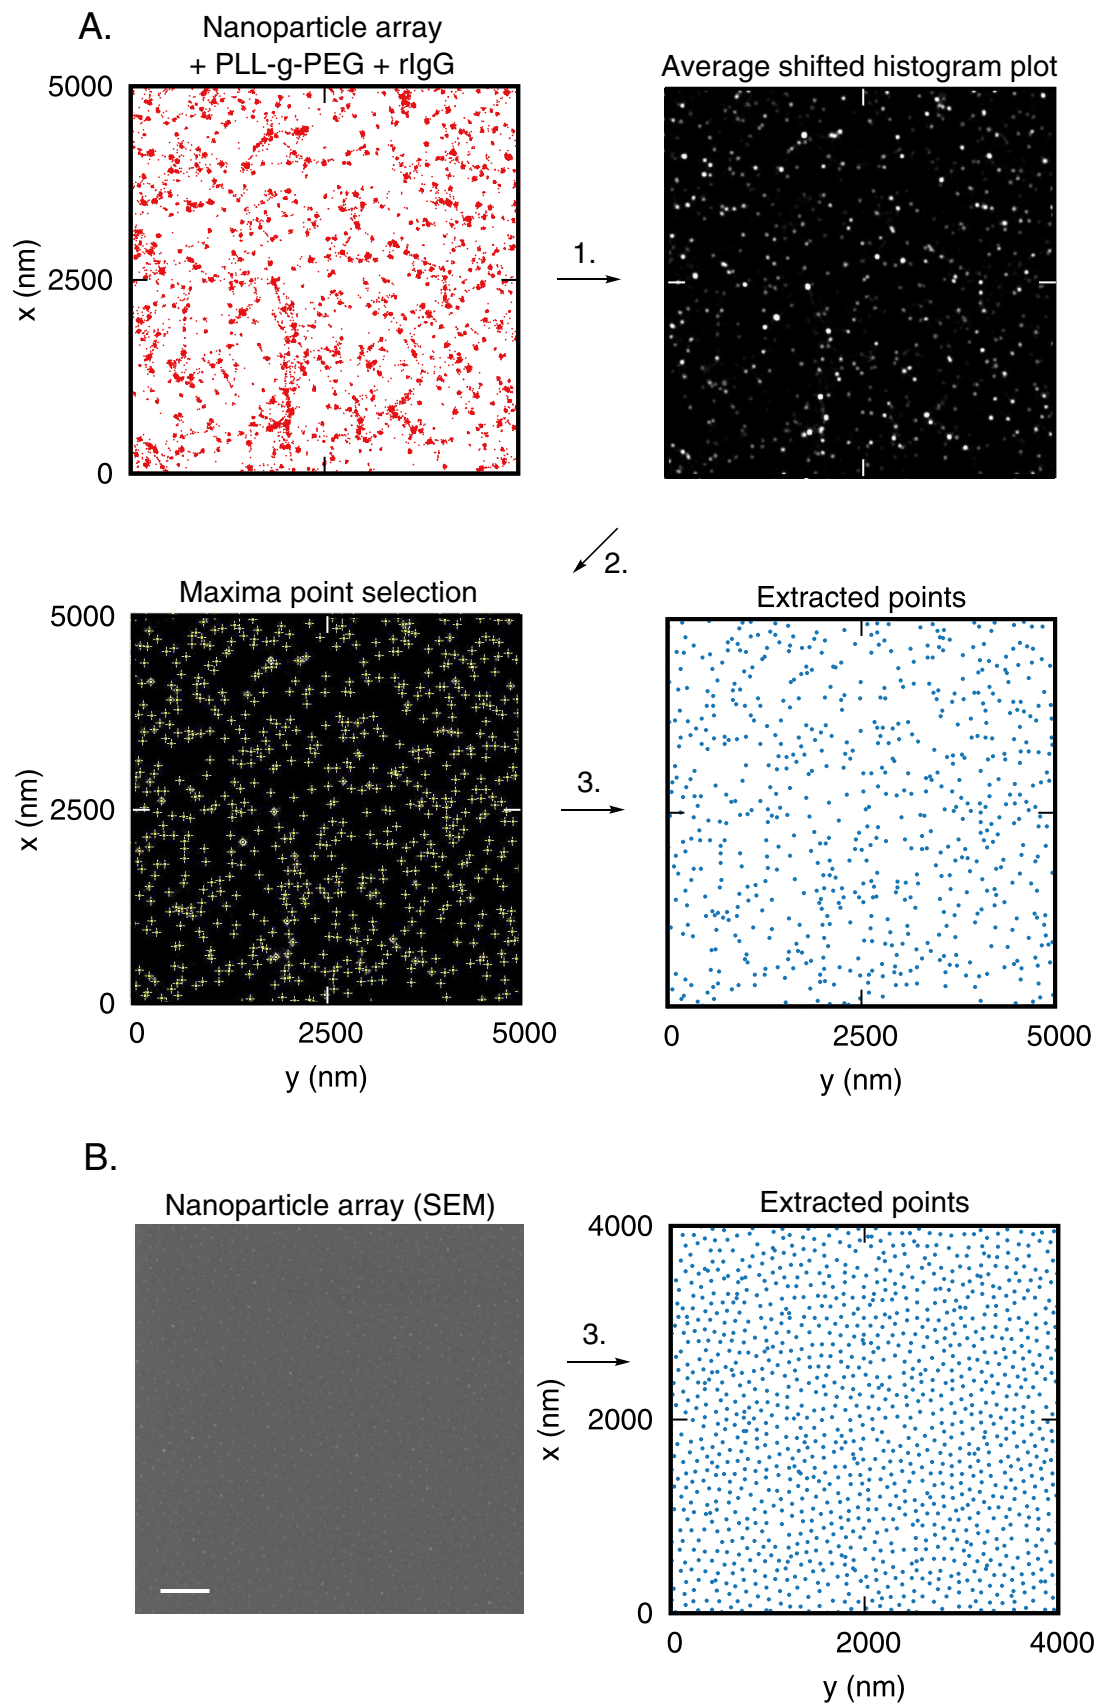 A.
Nanoparticle array
+ PLL-g-PEG + rIgG
Average shifted histogram plot
5000
x (nm)
2500
0
1.
2.
Maxima point selection
Extracted points
5000
x (nm)
2500
0
3.
0 2500 5000
y (nm)
0 2500 5000
y (nm)
B.
Nanoparticle array (SEM)
Extracted points
3.
4000
x (nm)
2000
0
0 2000 4000
y (nm)